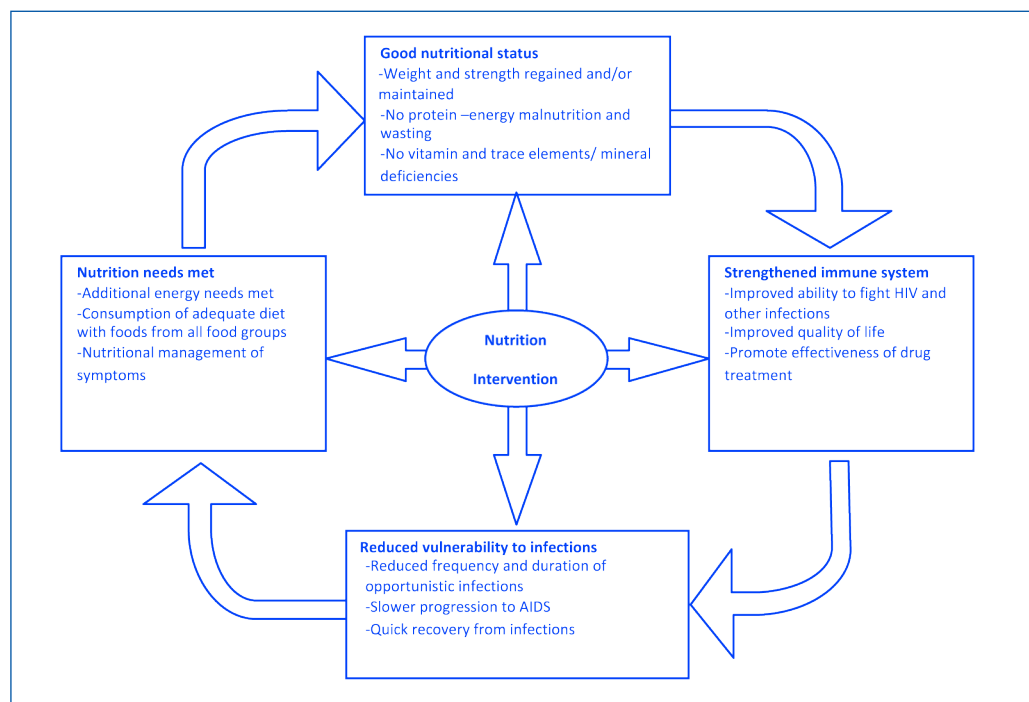 Good nutritional status
-Weight and strength regained and/or
maintained
-No protein –energy malnutrition and
wasting
-No vitamin and trace elements/ mineral
deficiencies
Nutrition needs met
-Additional energy needs met
-Consumption of adequate diet
with foods from all food groups
-Nutritional management of
symptoms
Nutrition
Intervention
Strengthened immune system
-Improved ability to fight HIV and
other infections
-Improved quality of life
-Promote effectiveness of drug
treatment
Reduced vulnerability to infections
-Reduced frequency and duration of
opportunistic infections
-Slower progression to AIDS
-Quick recovery from infections